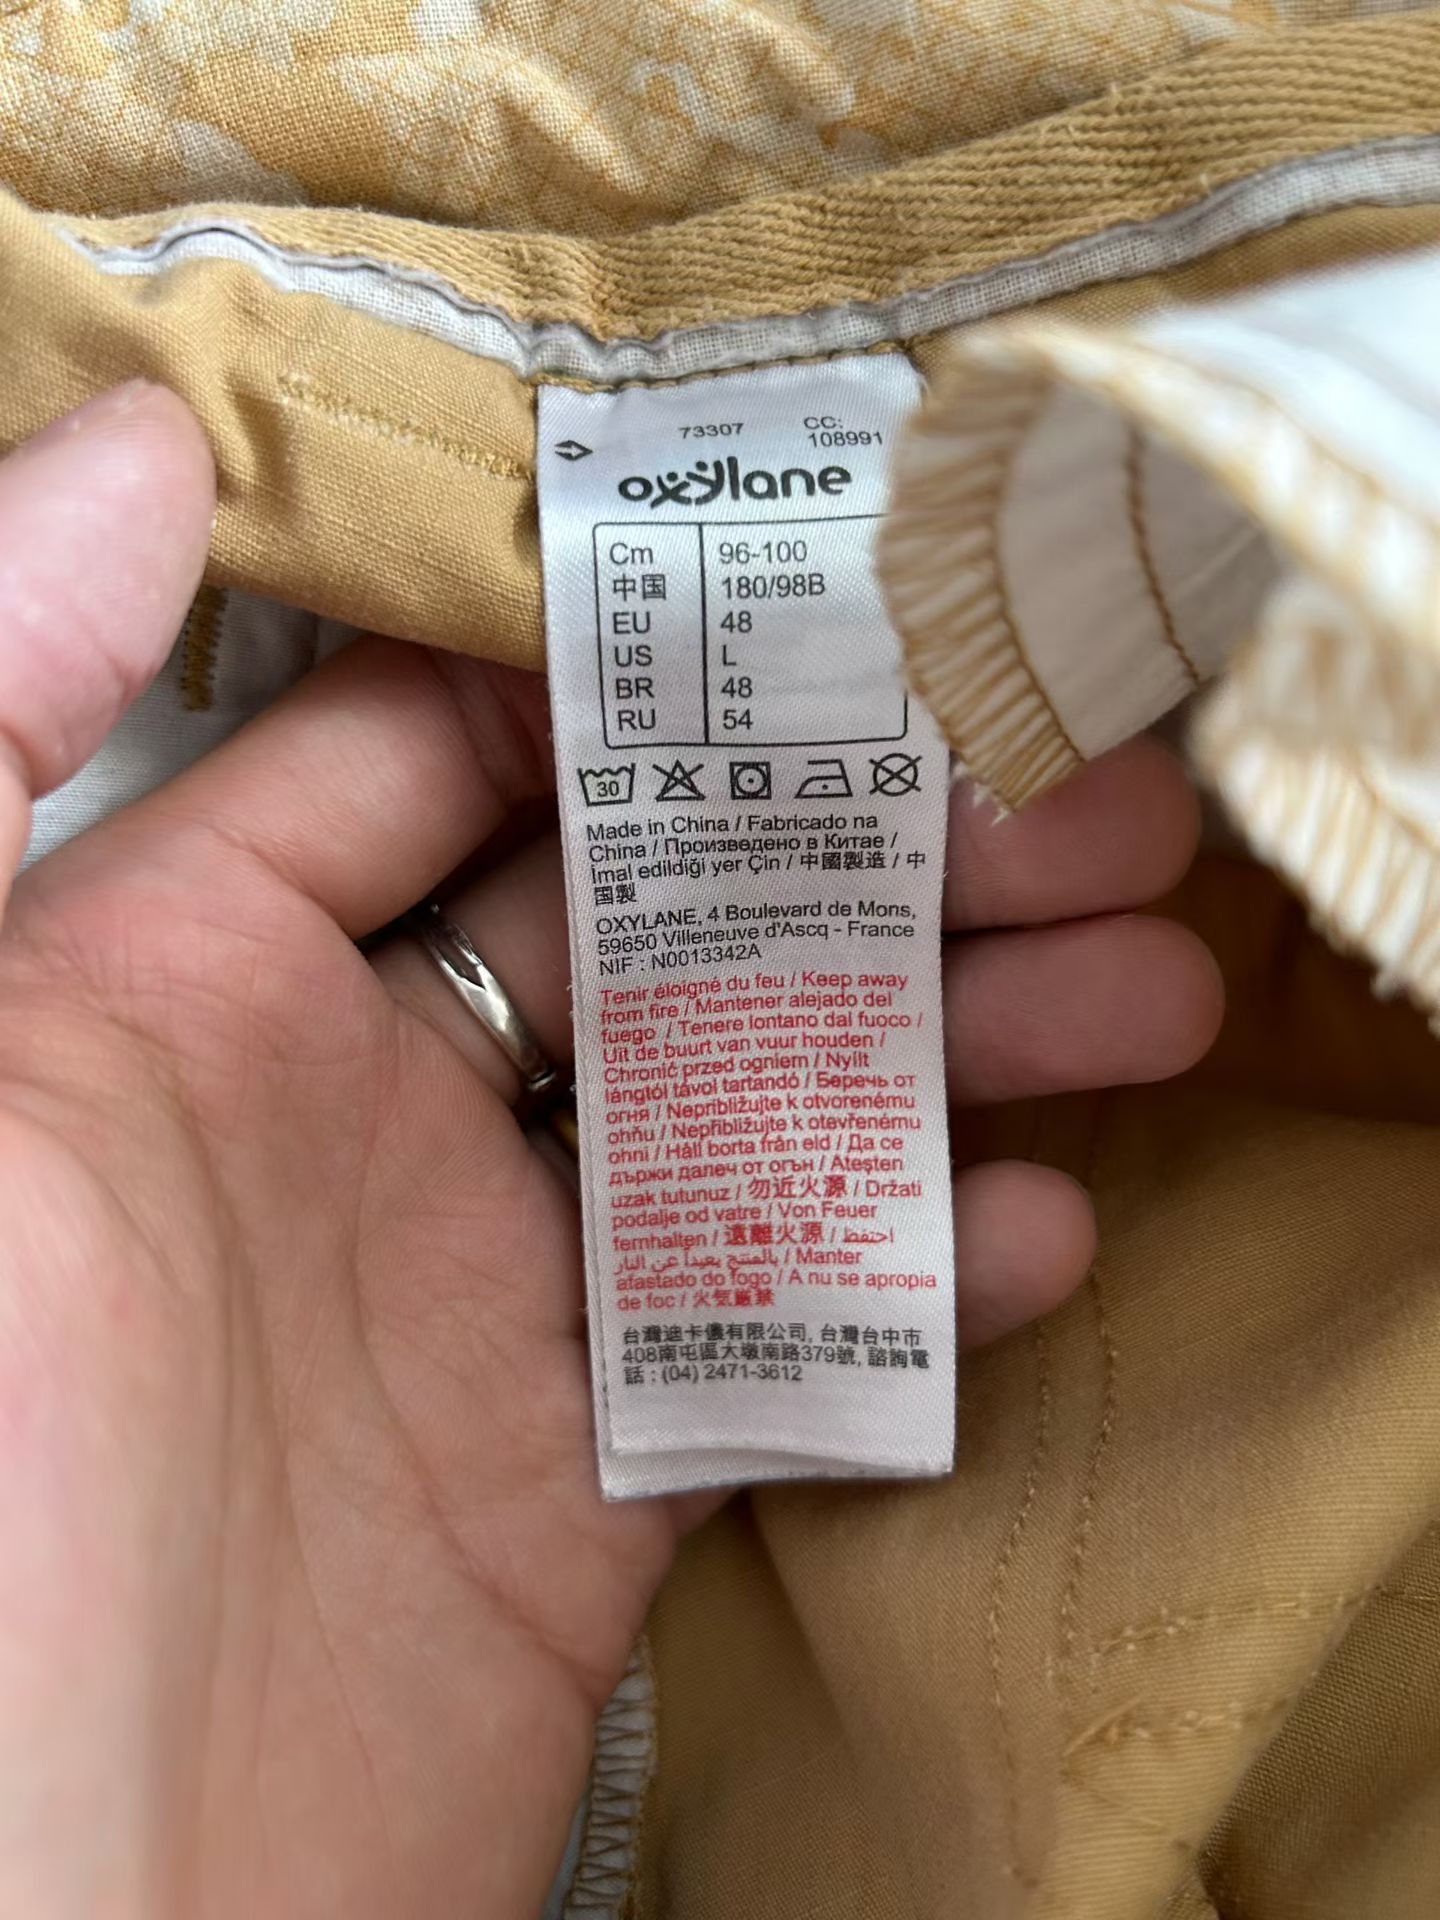 73307
CC:
108991
oxylane
Cm 96-100
中国 180/98B
EU 48
US L
BR 48
RU 54
30
Made in China / Fabricado na
China / Произведено в Китае /
İmal edildiği yer Çin / 中國製造 / 中
国製
OXYLANE, 4 Boulevard de Mons,
59650 Villeneuve d'Ascq - France
NIF : N0013342A
Tenir éloigné du feu / Keep away
from fire / Mantener alejado del
fuego / Tenere lontano dal fuoco /
Uit de buurt van vuur houden /
Chronić przed ogniem / Nyílt
lángtól távol tartandó / Беречь от
огня / Nepribližujte k otvorenému
ohňu / Nepřibližujte k otevřenému
ohni / Håll borta från eld / Да се
държи далеч от огън / Ateşten
uzak tutunuz / 勿近火源 / Držati
podalje od vatre / Von Feuer
fernhalten / 遠離火源 / احتفظ
بالمنتج بعيداً عن النار / Manter
afastado do fogo / A nu se apropia
de foc / 火気厳禁
台灣迪卡儂有限公司, 台灣台中市
408南屯區大墩南路379號, 諮詢電
話 : (04) 2471-3612